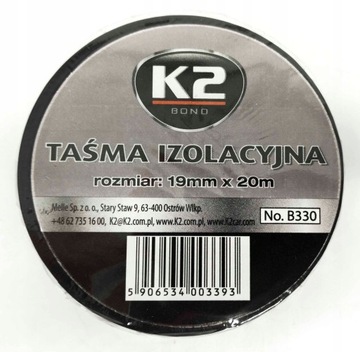 K2
BOND
TAŚMA IZOLACYJNA
rozmiar: 19mm x 20m
Melle Sp. z o. o., Stary Staw 9, 63-400 Ostrów Wlkp.
+48 62 735 16 00, K2@K2.com.pl, www.K2.com.pl, www.K2car.com
No. B330
5 906534 003393